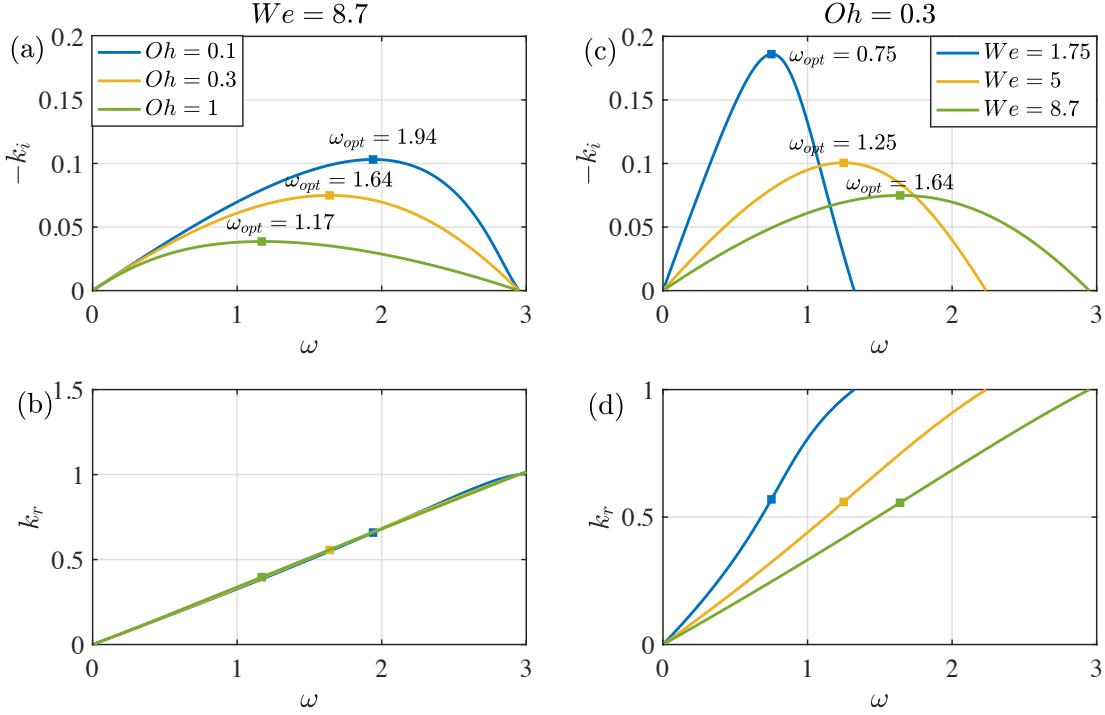 We = 8.7
(a)
0.2
0.15
0.1
0.05
0
−k_i
Oh = 0.1
Oh = 0.3
Oh = 1
ω_opt = 1.94
ω_opt = 1.64
ω_opt = 1.17
0 1 2 3
ω
Oh = 0.3
(c)
0.2
0.15
0.1
0.05
0
−k_i
We = 1.75
We = 5
We = 8.7
ω_opt = 0.75
ω_opt = 1.25
ω_opt = 1.64
0 1 2 3
ω
(b)
1.5
1
0.5
0
k_r
0 1 2 3
ω
(d)
1
0.5
0
k_r
0 1 2 3
ω